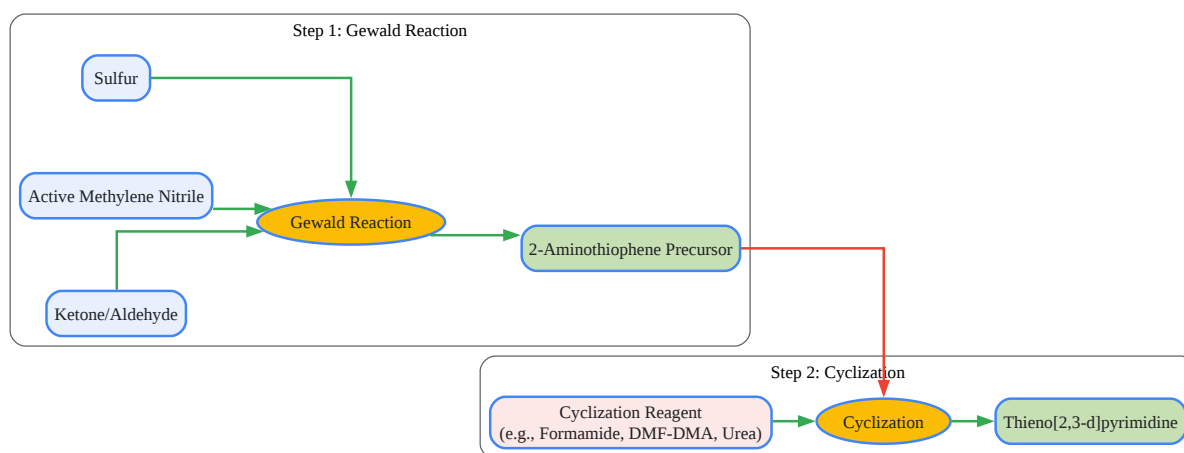 Step 1: Gewald Reaction
Sulfur
Active Methylene Nitrile
Gewald Reaction
2-Aminothiophene Precursor
Ketone/Aldehyde
Step 2: Cyclization
Cyclization Reagent
(e.g., Formamide, DMF-DMA, Urea)
Cyclization
Thieno[2,3-d]pyrimidine